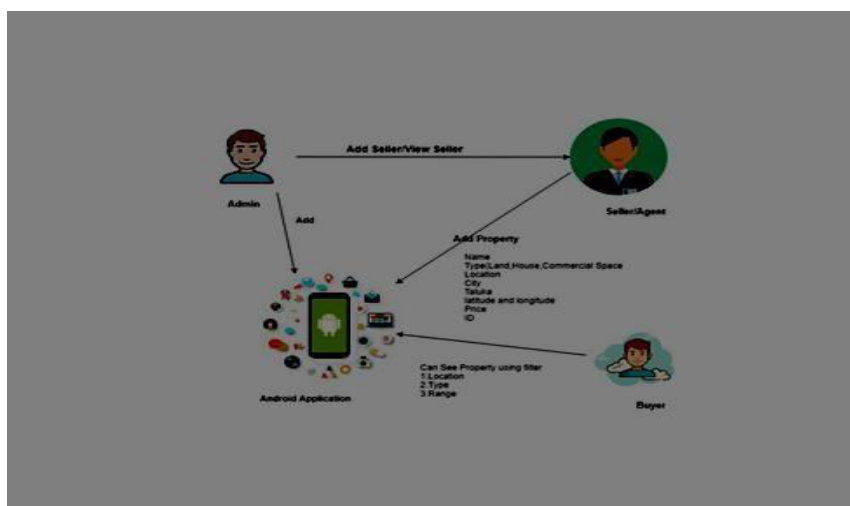 Add Seller/View Seller
Admin
Seller/Agent
Add
Add Property
Name
Type(Land,House,Commercial Space
Location
City
Taluka
latitude and longitude
Price
ID
Can See Property using filter
1.Location
2.Type
3.Range
Android Application
Buyer